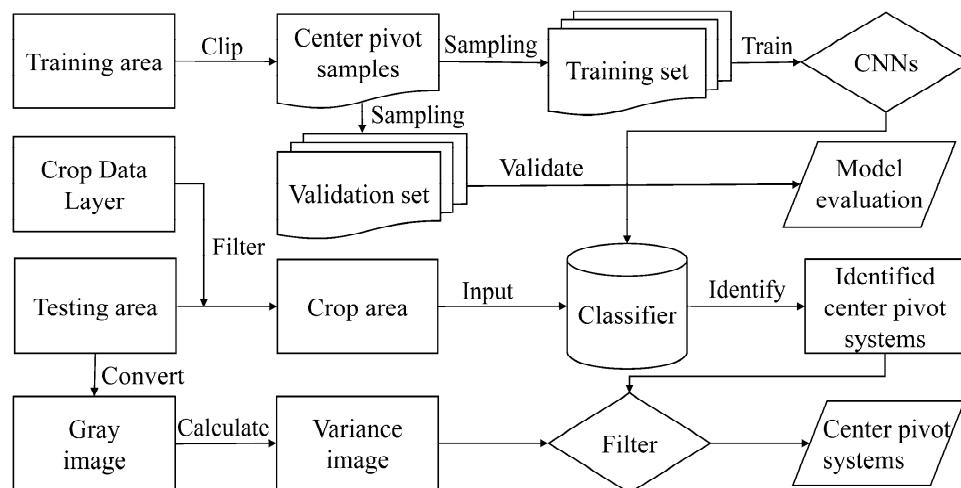 Training area
Clip
Center pivot
samples
Sampling
Training set
Train
CNNs
Sampling
Crop Data
Layer
Validation set
Validate
Model
evaluation
Filter
Testing area
Crop area
Input
Classifier
Identify
Identified
center pivot
systems
Convert
Gray
image
Calculate
Variance
image
Filter
Center pivot
systems